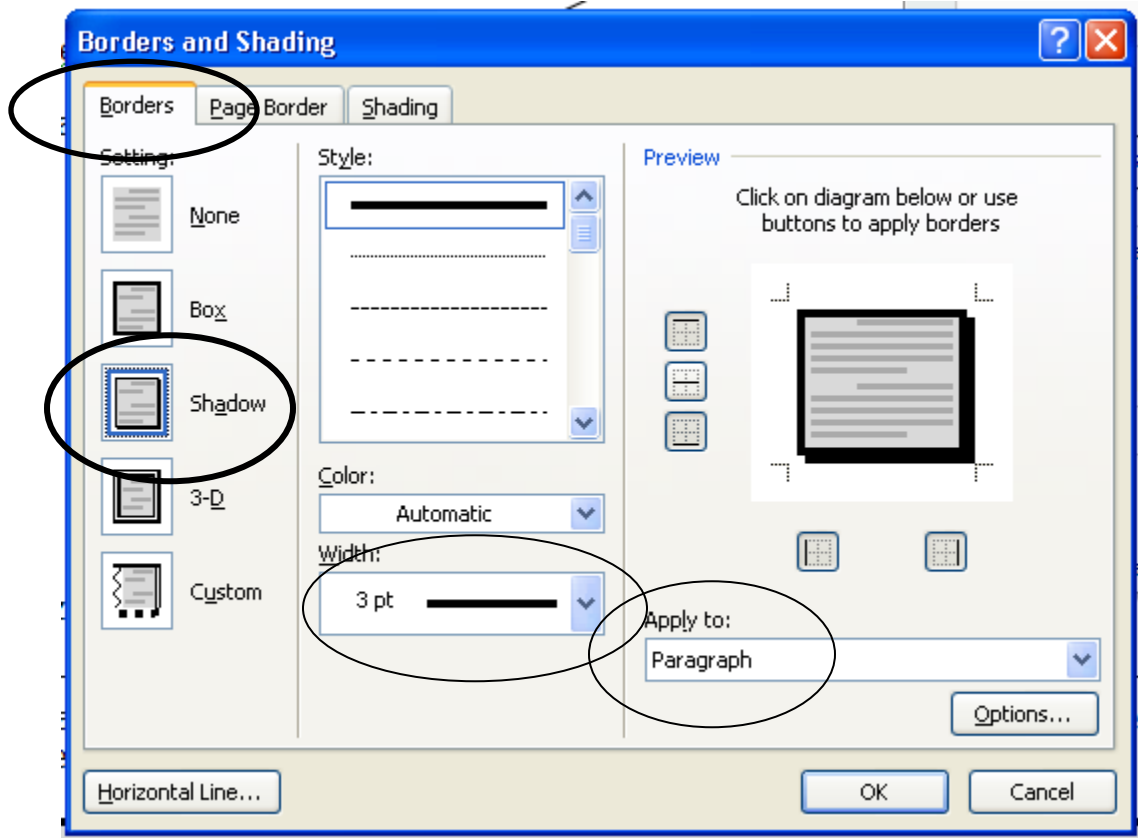 Borders and Shading
Borders
Page Border
Shading
Setting:
None
Box
Shadow
3-D
Custom
Style:
Color:
Automatic
Width:
3 pt
Preview
Click on diagram below or use
buttons to apply borders
Apply to:
Paragraph
Options...
Horizontal Line...
OK
Cancel